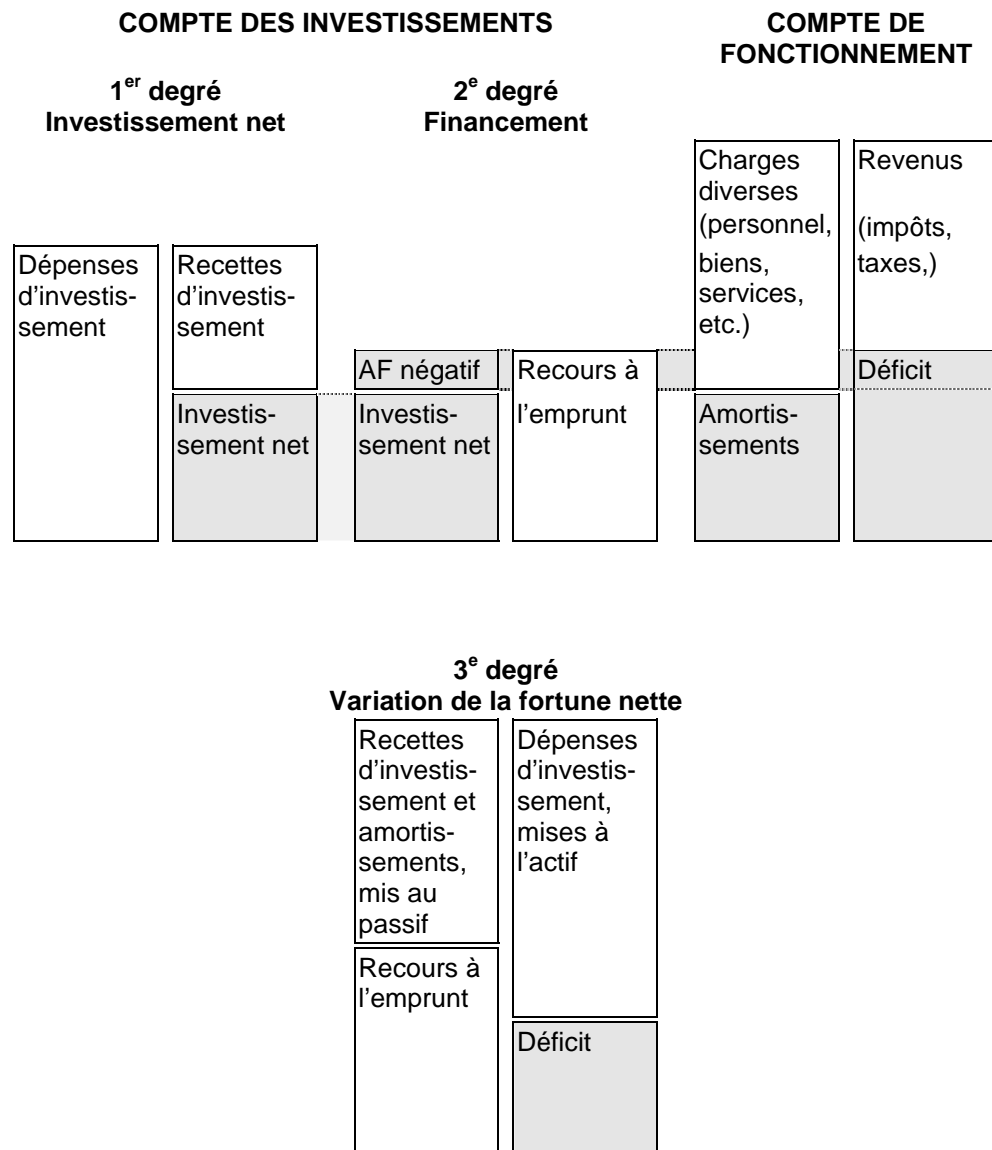 COMPTE DES INVESTISSEMENTS
COMPTE DE
FONCTIONNEMENT
1er degré
Investissement net
2e degré
Financement
Dépenses
d’investis-
sement
Recettes
d’investis-
sement
Investis-
sement net
AF négatif
Investis-
sement net
Recours à
l’emprunt
Charges
diverses
(personnel,
biens,
services,
etc.)
Amortis-
sements
Revenus
(impôts,
taxes,)
Déficit
3e degré
Variation de la fortune nette
Recettes
d’investis-
sement et
amortis-
sements,
mis au
passif
Recours à
l’emprunt
Dépenses
d’investis-
sement,
mises à
l’actif
Déficit